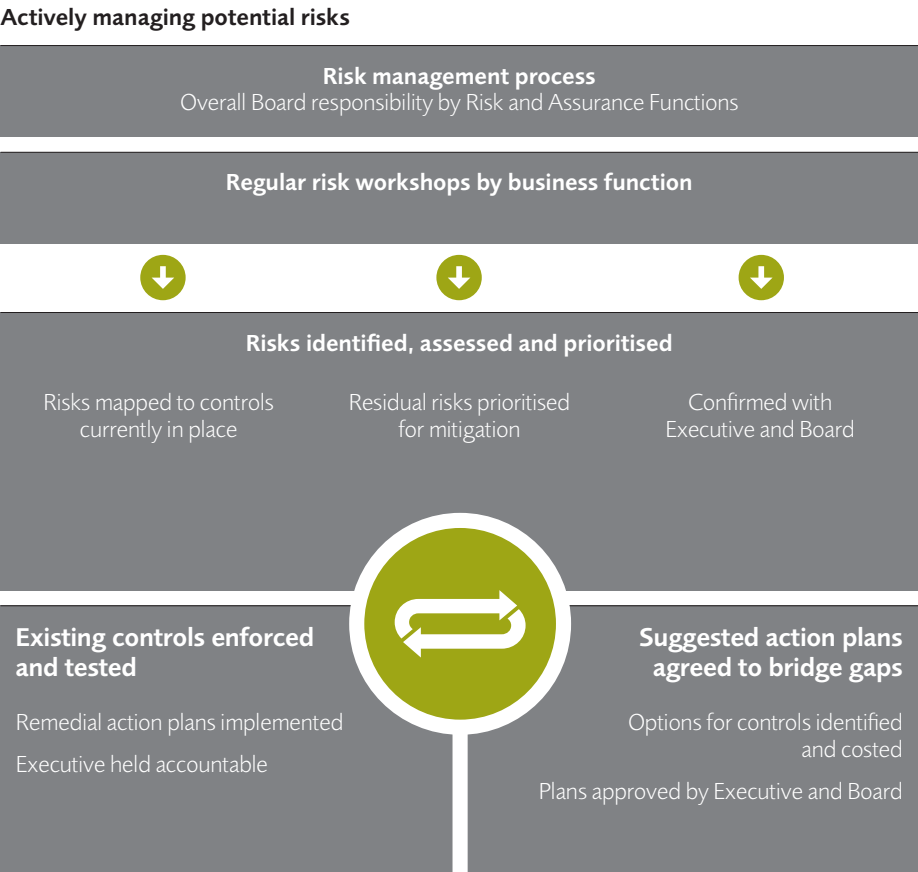 Actively managing potential risks
Risk management process
Overall Board responsibility by Risk and Assurance Functions
Regular risk workshops by business function
Risks identified, assessed and prioritised
Risks mapped to controls
currently in place
Residual risks prioritised
for mitigation
Confirmed with
Executive and Board
Existing controls enforced
and tested
Remedial action plans implemented
Executive held accountable
Suggested action plans
agreed to bridge gaps
Options for controls identified
and costed
Plans approved by Executive and Board